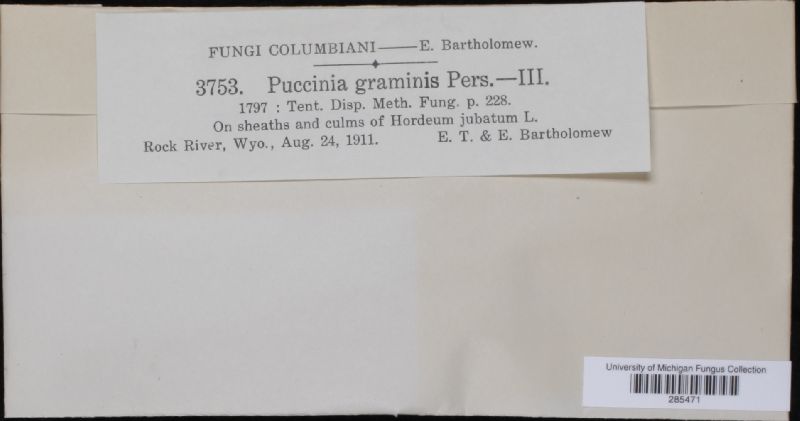 FUNGI COLUMBIANI——E. Bartholomew.
3753. Puccinia graminis Pers.—III.
1797 : Tent. Disp. Meth. Fung. p. 228.
On sheaths and culms of Hordeum jubatum L.
Rock River, Wyo., Aug. 24, 1911. E. T. & E. Bartholomew
University of Michigan Fungus Collection
285471